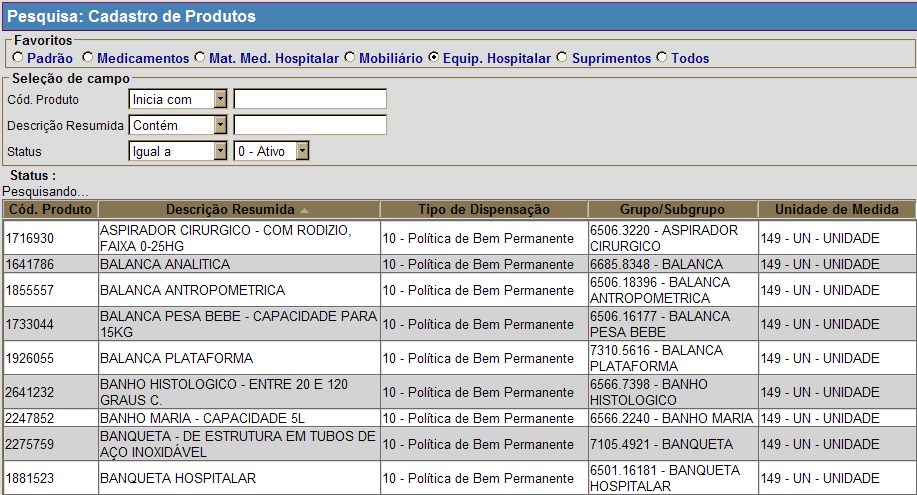 Pesquisa: Cadastro de Produtos
Favoritos
Padrão Medicamentos Mat. Med. Hospitalar Mobiliário Equip. Hospitalar Suprimentos Todos
Seleção de campo
Cód. Produto Inicia com
Descrição Resumida Contém
Status Igual a 0 - Ativo
Status :
Pesquisando...
Cód. Produto Descrição Resumida Tipo de Dispensação Grupo/Subgrupo Unidade de Medida
1716930 ASPIRADOR CIRURGICO - COM RODIZIO, FAIXA 0-25HG 10 - Política de Bem Permanente 6506.3220 - ASPIRADOR CIRURGICO 149 - UN - UNIDADE
1641786 BALANCA ANALITICA 10 - Política de Bem Permanente 6685.8348 - BALANCA 149 - UN - UNIDADE
1855557 BALANCA ANTROPOMETRICA 10 - Política de Bem Permanente 6506.18396 - BALANCA ANTROPOMETRICA 149 - UN - UNIDADE
1733044 BALANCA PESA BEBE - CAPACIDADE PARA 15KG 10 - Política de Bem Permanente 6506.16177 - BALANCA PESA BEBE 149 - UN - UNIDADE
1926055 BALANCA PLATAFORMA 10 - Política de Bem Permanente 7310.5616 - BALANCA PLATAFORMA 149 - UN - UNIDADE
2641232 BANHO HISTOLOGICO - ENTRE 20 E 120 GRAUS C. 10 - Política de Bem Permanente 6566.7398 - BANHO HISTOLOGICO 149 - UN - UNIDADE
2247852 BANHO MARIA - CAPACIDADE 5L 10 - Política de Bem Permanente 6566.2240 - BANHO MARIA 149 - UN - UNIDADE
2275759 BANQUETA - DE ESTRUTURA EM TUBOS DE AÇO INOXIDÁVEL 10 - Política de Bem Permanente 7105.4921 - BANQUETA 149 - UN - UNIDADE
1881523 BANQUETA HOSPITALAR 10 - Política de Bem Permanente 6501.16181 - BANQUETA HOSPITALAR 149 - UN - UNIDADE